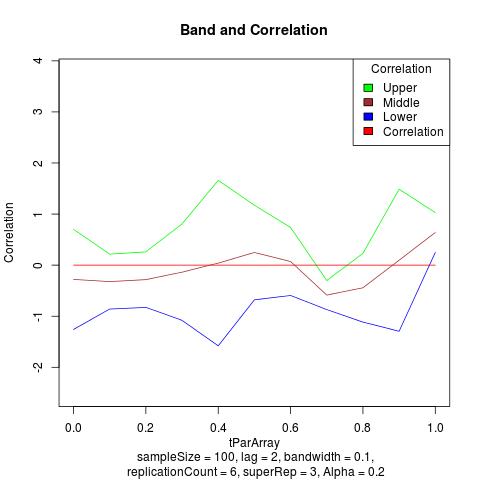 Band and Correlation
Correlation
Upper
Middle
Lower
Correlation
Correlation
4
3
2
1
0
-1
-2
0.0 0.2 0.4 0.6 0.8 1.0
tParArray
sampleSize = 100, lag = 2, bandwidth = 0.1,
replicationCount = 6, superRep = 3, Alpha = 0.2